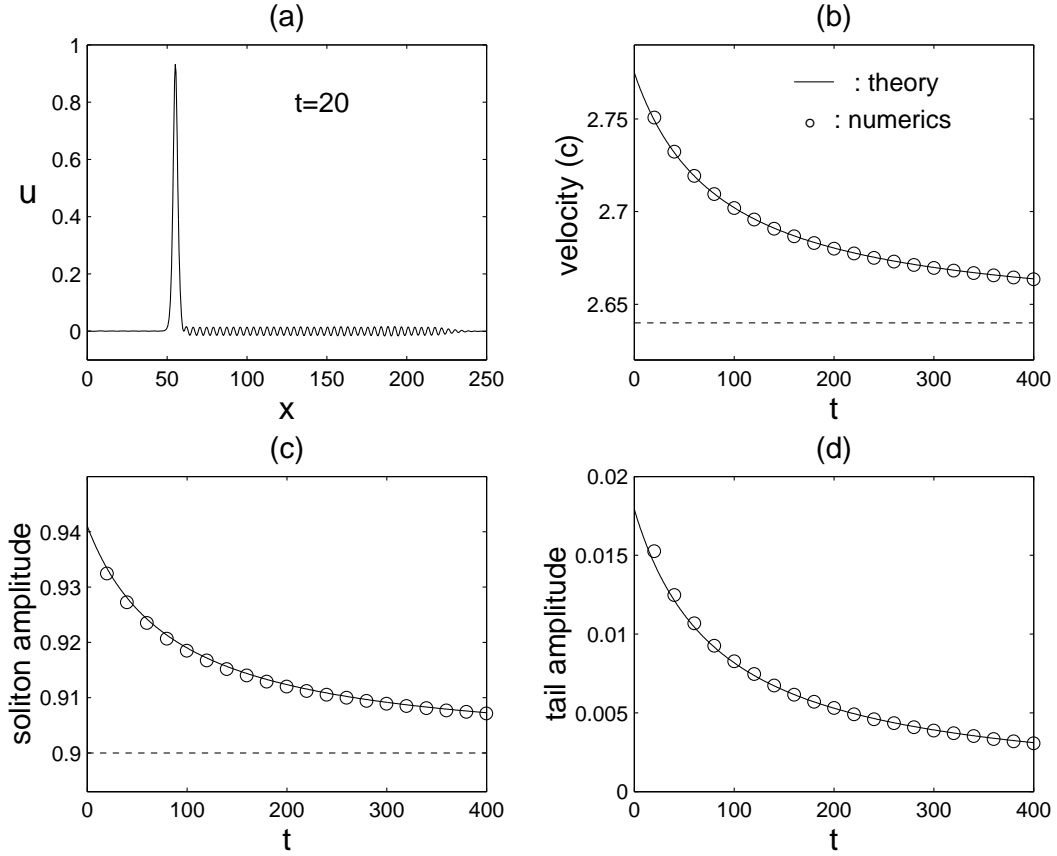 (a)
1
0.8
0.6
0.4
0.2
0
u
t=20
0 50 100 150 200 250
x
(b)
2.75
2.7
2.65
velocity (c)
— : theory
○ : numerics
0 100 200 300 400
t
(c)
0.94
0.93
0.92
0.91
0.9
soliton amplitude
0 100 200 300 400
t
(d)
0.02
0.015
0.01
0.005
0
tail amplitude
0 100 200 300 400
t